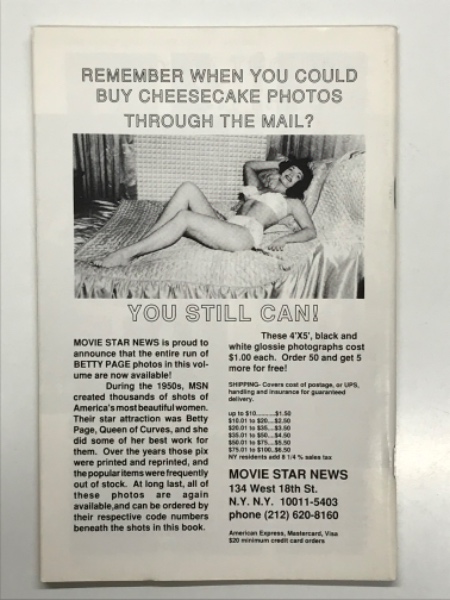 REMEMBER WHEN YOU COULD
BUY CHEESECAKE PHOTOS
THROUGH THE MAIL?
YOU STILL CAN!
MOVIE STAR NEWS is proud to
announce that the entire run of
BETTY PAGE photos in this vol-
ume are now available!
During the 1950s, MSN
created thousands of shots of
America's most beautiful women.
Their star attraction was Betty
Page, Queen of Curves, and she
did some of her best work for
them. Over the years those pix
were printed and reprinted, and
the popular items were frequently
out of stock. At long last, all of
these photos are again
available,and can be ordered by
their respective code numbers
beneath the shots in this book.
These 4'X5', black and
white glossie photographs cost
$1.00 each. Order 50 and get 5
more for free!
SHIPPING- Covers cost of postage, or UPS,
handling and insurance for guaranteed
delivery.
up to $10..........$1.50
$10.01 to $20...$2.50
$20.01 to $35...$3.50
$35.01 to $50...$4.50
$50.01 to $75...$5.50
$75.01 to $100..$6.50
NY residents add 8 1/4 % sales tax
MOVIE STAR NEWS
134 West 18th St.
N.Y. N.Y. 10011-5403
phone (212) 620-8160
American Express, Mastercard, Visa
$20 minimum credit card orders